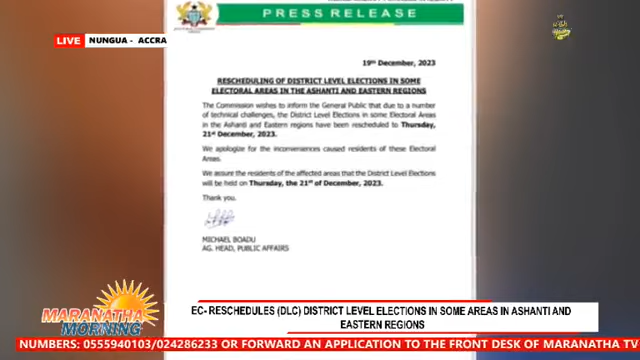 PRESS RELEASE
LIVE NUNGUA - ACCRA
19th December, 2023
RESCHEDULING OF DISTRICT LEVEL ELECTIONS IN SOME
ELECTORAL AREAS IN THE ASHANTI AND EASTERN REGIONS
The Commission wishes to inform the General Public that due to a number
of technical challenges, the District Level Elections in some Electoral Areas
in the Ashanti and Eastern regions have been rescheduled to Thursday,
21st December, 2023.
We apologize for the inconveniences caused residents of these Electoral
Areas.
We assure the residents of the affected areas that the District Level Elections
will be held on Thursday, the 21st of December, 2023.
Thank you.
MICHAEL BOADU
AG. HEAD, PUBLIC AFFAIRS
MARANATHA
MORNING
EC- RESCHEDULES (DLC) DISTRICT LEVEL ELECTIONS IN SOME AREAS IN ASHANTI AND
EASTERN REGIONS
NUMBERS: 0555940103/024286233 OR FORWARD AN APPLICATION TO THE FRONT DESK OF MARANATHA TV